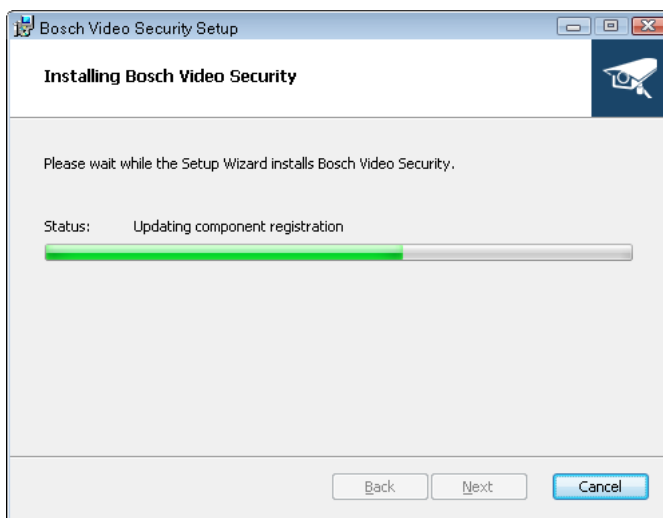 Bosch Video Security Setup
Installing Bosch Video Security
Please wait while the Setup Wizard installs Bosch Video Security.
Status: Updating component registration
Back Next Cancel